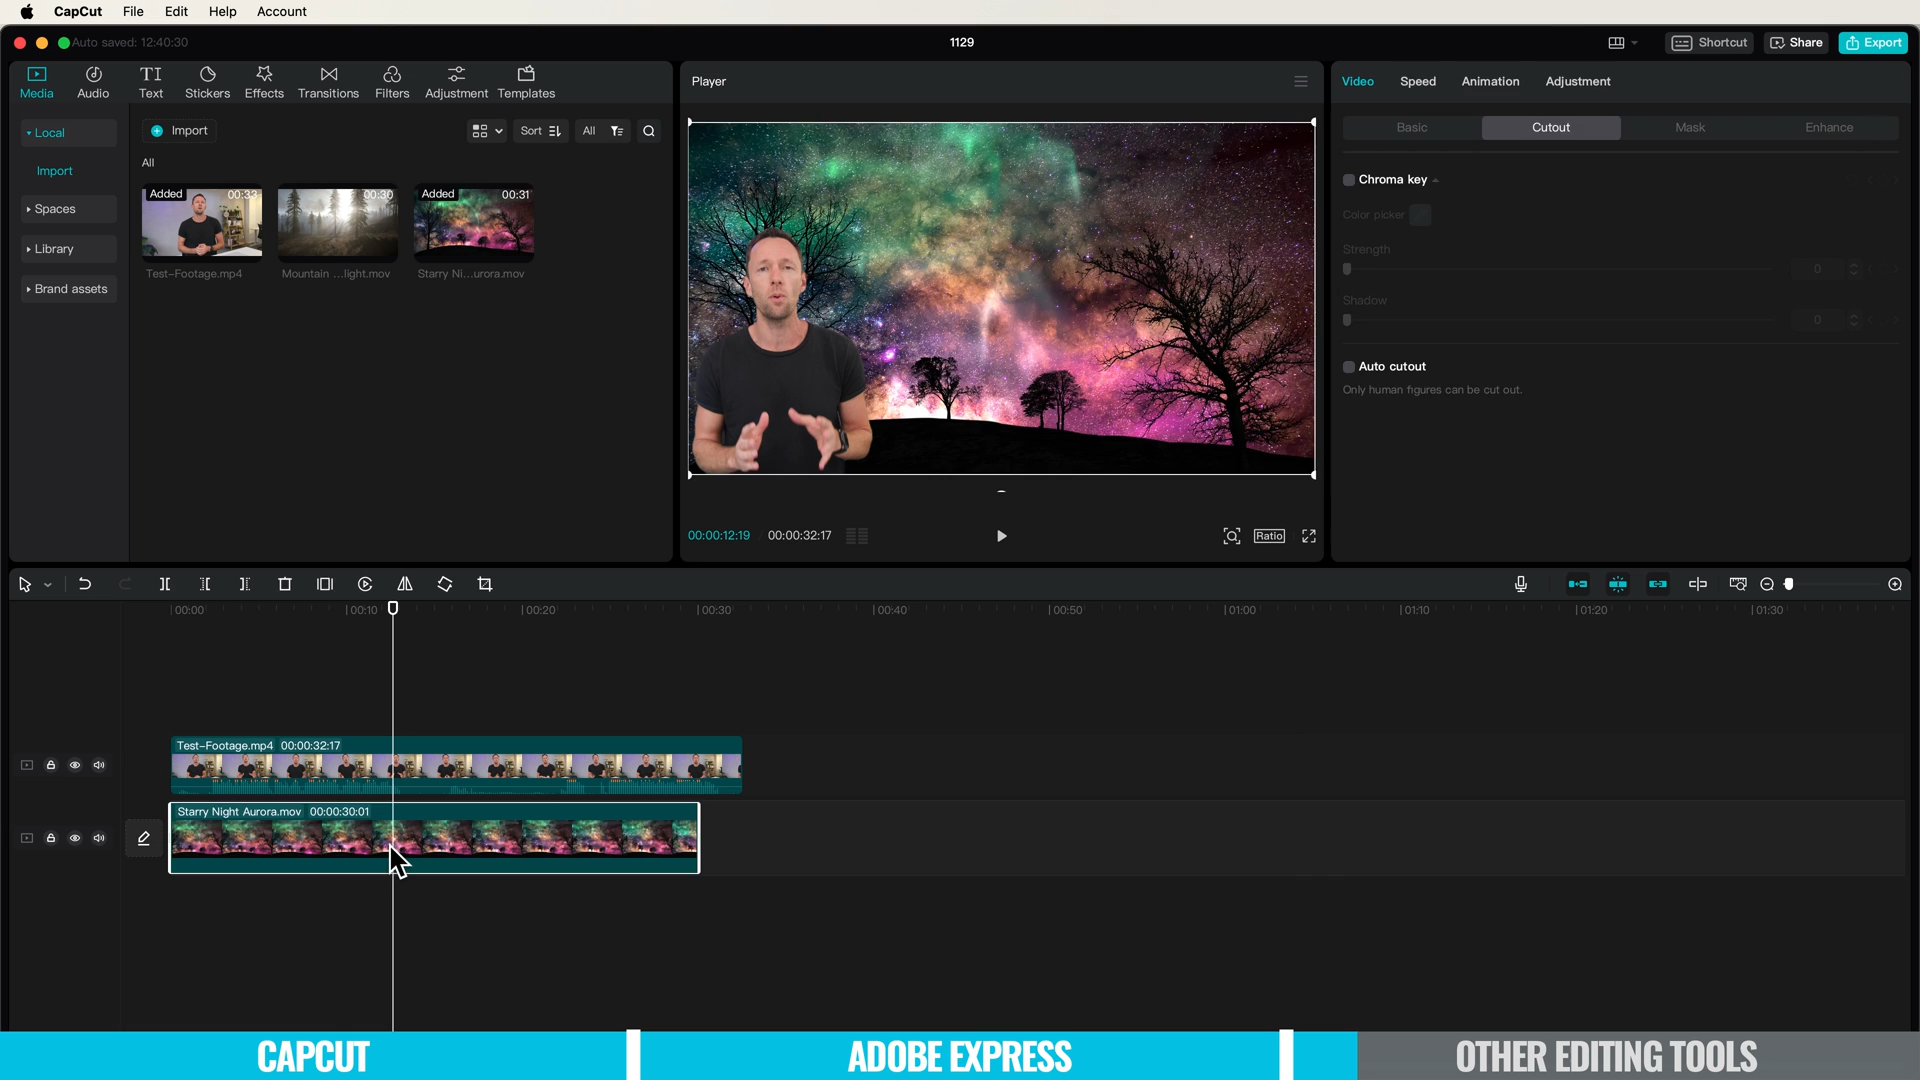 CapCut File Edit Help Account
Auto saved: 12:40:30
1129
Shortcut
Share
Export
Media Audio Text Stickers Effects Transitions Filters Adjustment Templates
Local
Import
Spaces
Library
Brand assets
Import
Sort
All
All
Added 00:33
00:30
Added 00:31
Test-Footage.mp4
Mountain ...light.mov
Starry Ni...urora.mov
Player
00:00:12:19 / 00:00:32:17
Ratio
Video Speed Animation Adjustment
Basic Cutout Mask Enhance
Chroma key
Color picker
Strength
0
Shadow
0
Auto cutout
Only human figures can be cut out.
00:00 00:10 00:20 00:30 00:40 00:50 01:00 01:10 01:20 01:30
Test-Footage.mp4 00:00:32:17
Starry Night Aurora.mov 00:00:30:01
CAPCUT
ADOBE EXPRESS
OTHER EDITING TOOLS